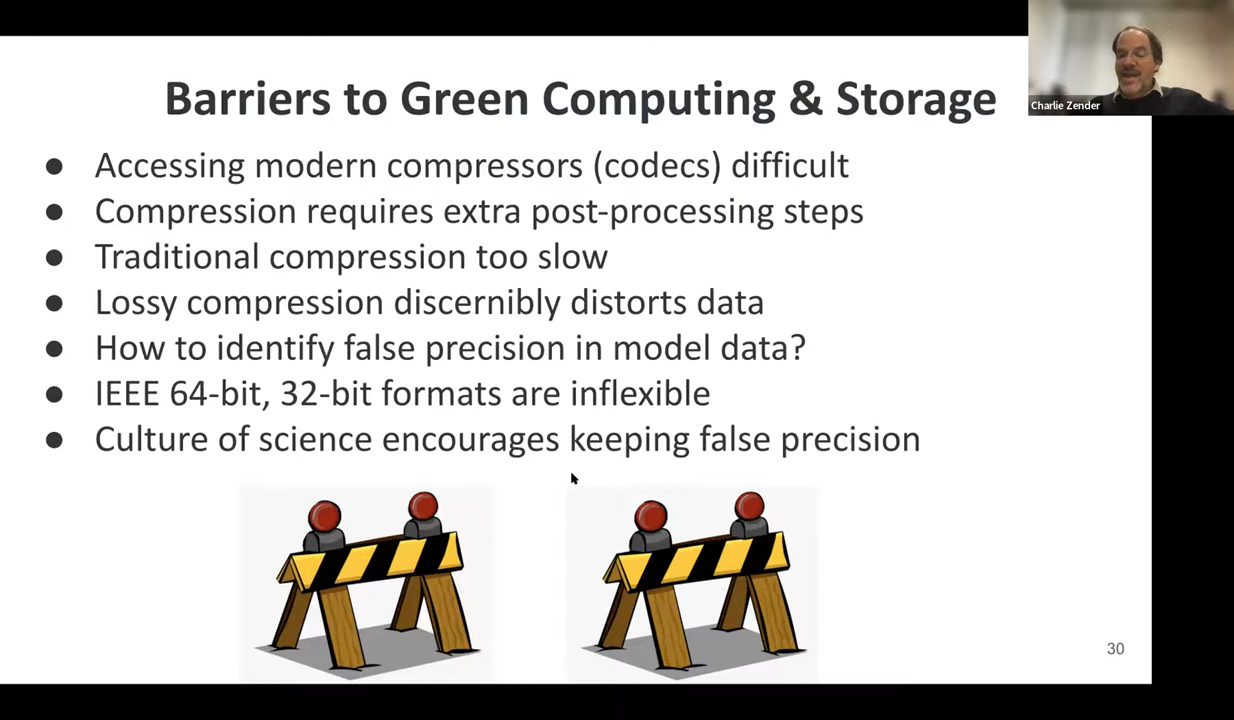 Barriers to Green Computing & Storage
Charlie Zender
● Accessing modern compressors (codecs) difficult
● Compression requires extra post-processing steps
● Traditional compression too slow
● Lossy compression discernibly distorts data
● How to identify false precision in model data?
● IEEE 64-bit, 32-bit formats are inflexible
● Culture of science encourages keeping false precision
30